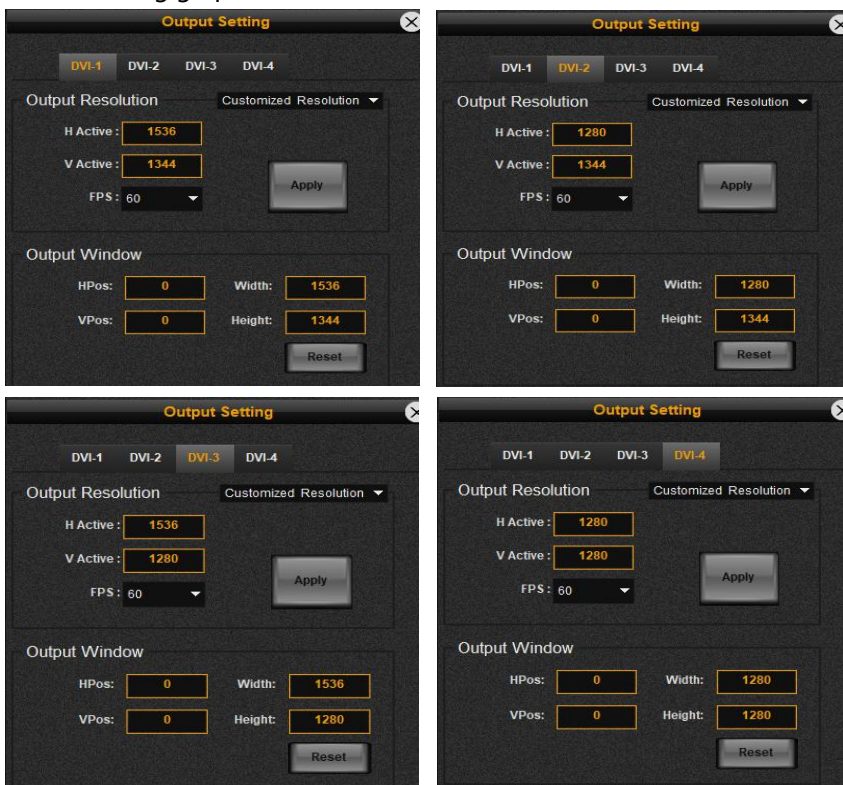 Output Setting
DVI-1 DVI-2 DVI-3 DVI-4
Output Resolution Customized Resolution
H Active : 1536
V Active : 1344
Apply
FPS : 60
Output Window
HPos: 0 Width: 1536
VPos: 0 Height: 1344
Reset
Output Setting
DVI-1 DVI-2 DVI-3 DVI-4
Output Resolution Customized Resolution
H Active : 1280
V Active : 1344
Apply
FPS : 60
Output Window
HPos: 0 Width: 1280
VPos: 0 Height: 1344
Reset
Output Setting
DVI-1 DVI-2 DVI-3 DVI-4
Output Resolution Customized Resolution
H Active : 1536
V Active : 1280
Apply
FPS : 60
Output Window
HPos: 0 Width: 1536
VPos: 0 Height: 1280
Reset
Output Setting
DVI-1 DVI-2 DVI-3 DVI-4
Output Resolution Customized Resolution
H Active : 1280
V Active : 1280
Apply
FPS : 60
Output Window
HPos: 0 Width: 1280
VPos: 0 Height: 1280
Reset